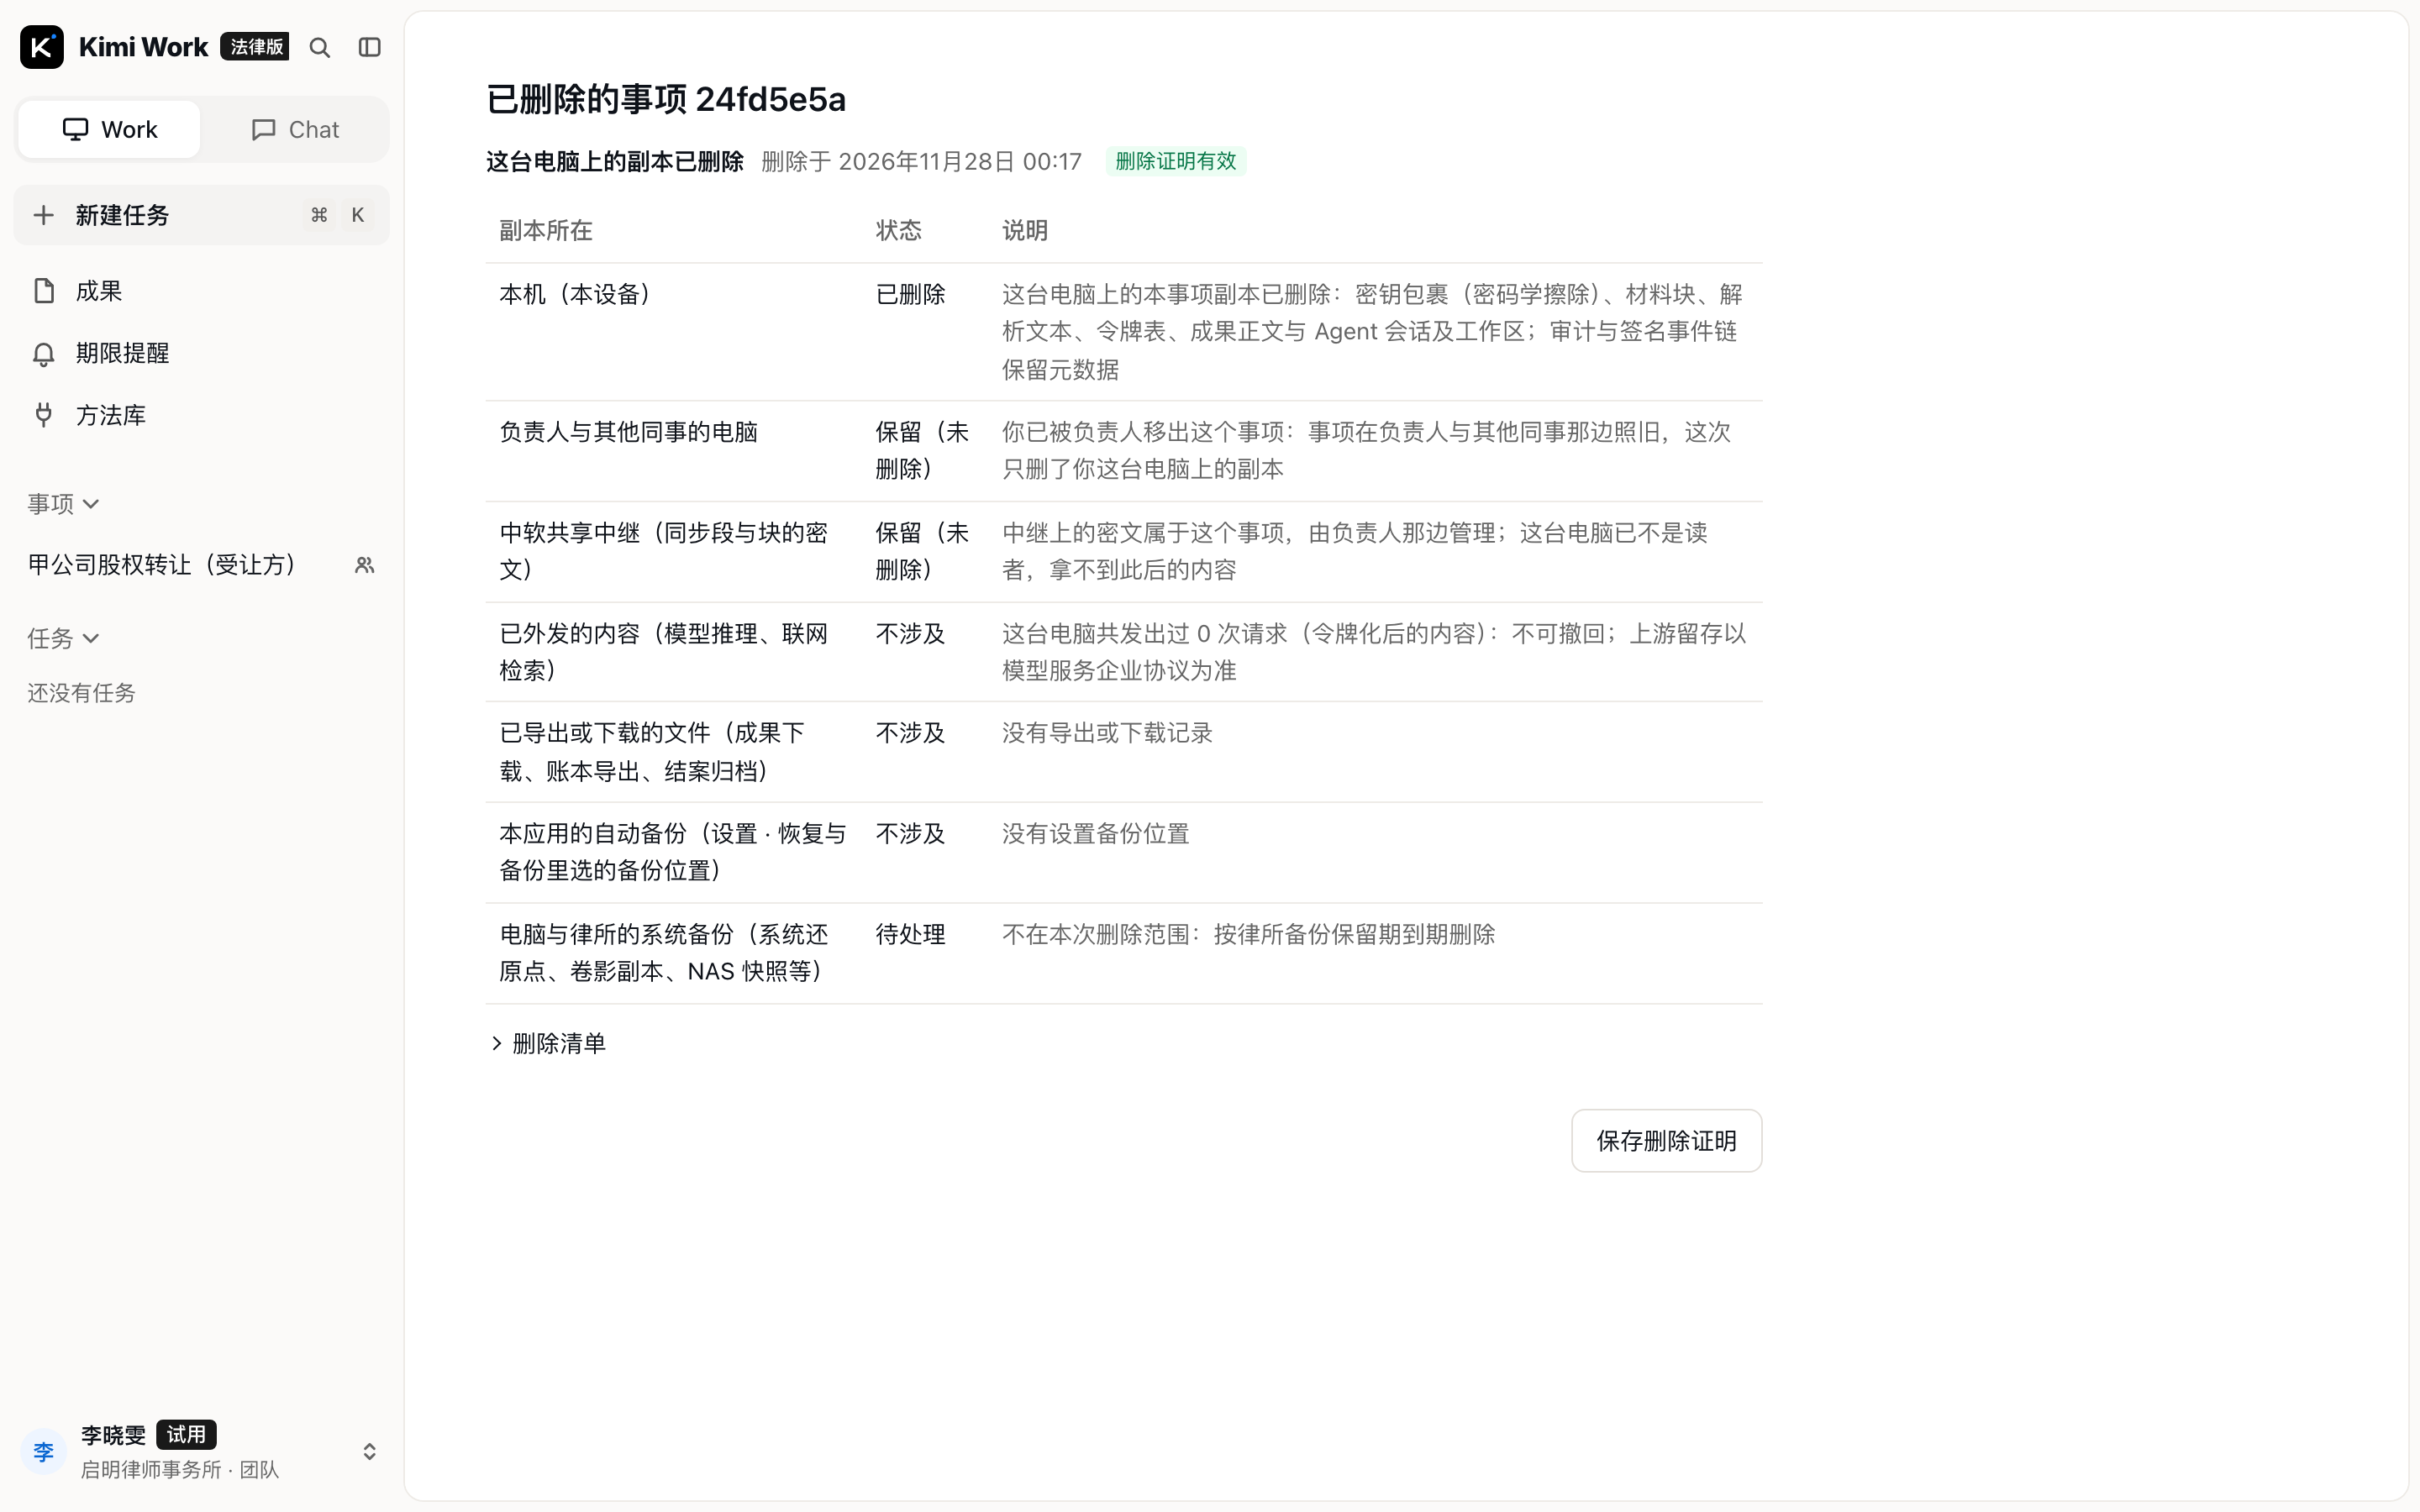 Kimi Work 法律版
Work
Chat
新建任务 ⌘ K
成果
期限提醒
方法库
事项
甲公司股权转让（受让方）
任务
还没有任务
李 李晓雯 试用
启明律师事务所 · 团队
已删除的事项 24fd5e5a
这台电脑上的副本已删除 删除于 2026年11月28日 00:17 删除证明有效
副本所在 状态 说明
本机（本设备） 已删除 这台电脑上的本事项副本已删除：密钥包裹（密码学擦除）、材料块、解
析文本、令牌表、成果正文与 Agent 会话及工作区；审计与签名事件链
保留元数据
负责人与其他同事的电脑 保留（未 你已被负责人移出这个事项：事项在负责人与其他同事那边照旧，这次
删除） 只删了你这台电脑上的副本
中软共享中继（同步段与块的密 保留（未 中继上的密文属于这个事项，由负责人那边管理；这台电脑已不是读
文） 删除） 者，拿不到此后的内容
已外发的内容（模型推理、联网 不涉及 这台电脑共发出过 0 次请求（令牌化后的内容）：不可撤回；上游留存以
检索） 模型服务企业协议为准
已导出或下载的文件（成果下 不涉及 没有导出或下载记录
载、账本导出、结案归档）
本应用的自动备份（设置 · 恢复与 不涉及 没有设置备份位置
备份里选的备份位置）
电脑与律所的系统备份（系统还 待处理 不在本次删除范围：按律所备份保留期到期删除
原点、卷影副本、NAS 快照等）
删除清单
保存删除证明